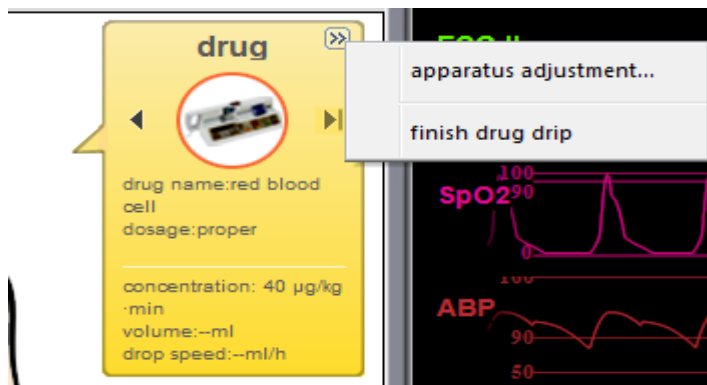 drug
drug name:red blood
cell
dosage:proper
concentration: 40 μg/kg
·min
volume:--ml
drop speed:--ml/h
apparatus adjustment...
finish drug drip
100
90
SpO2
0
ABP
90
50